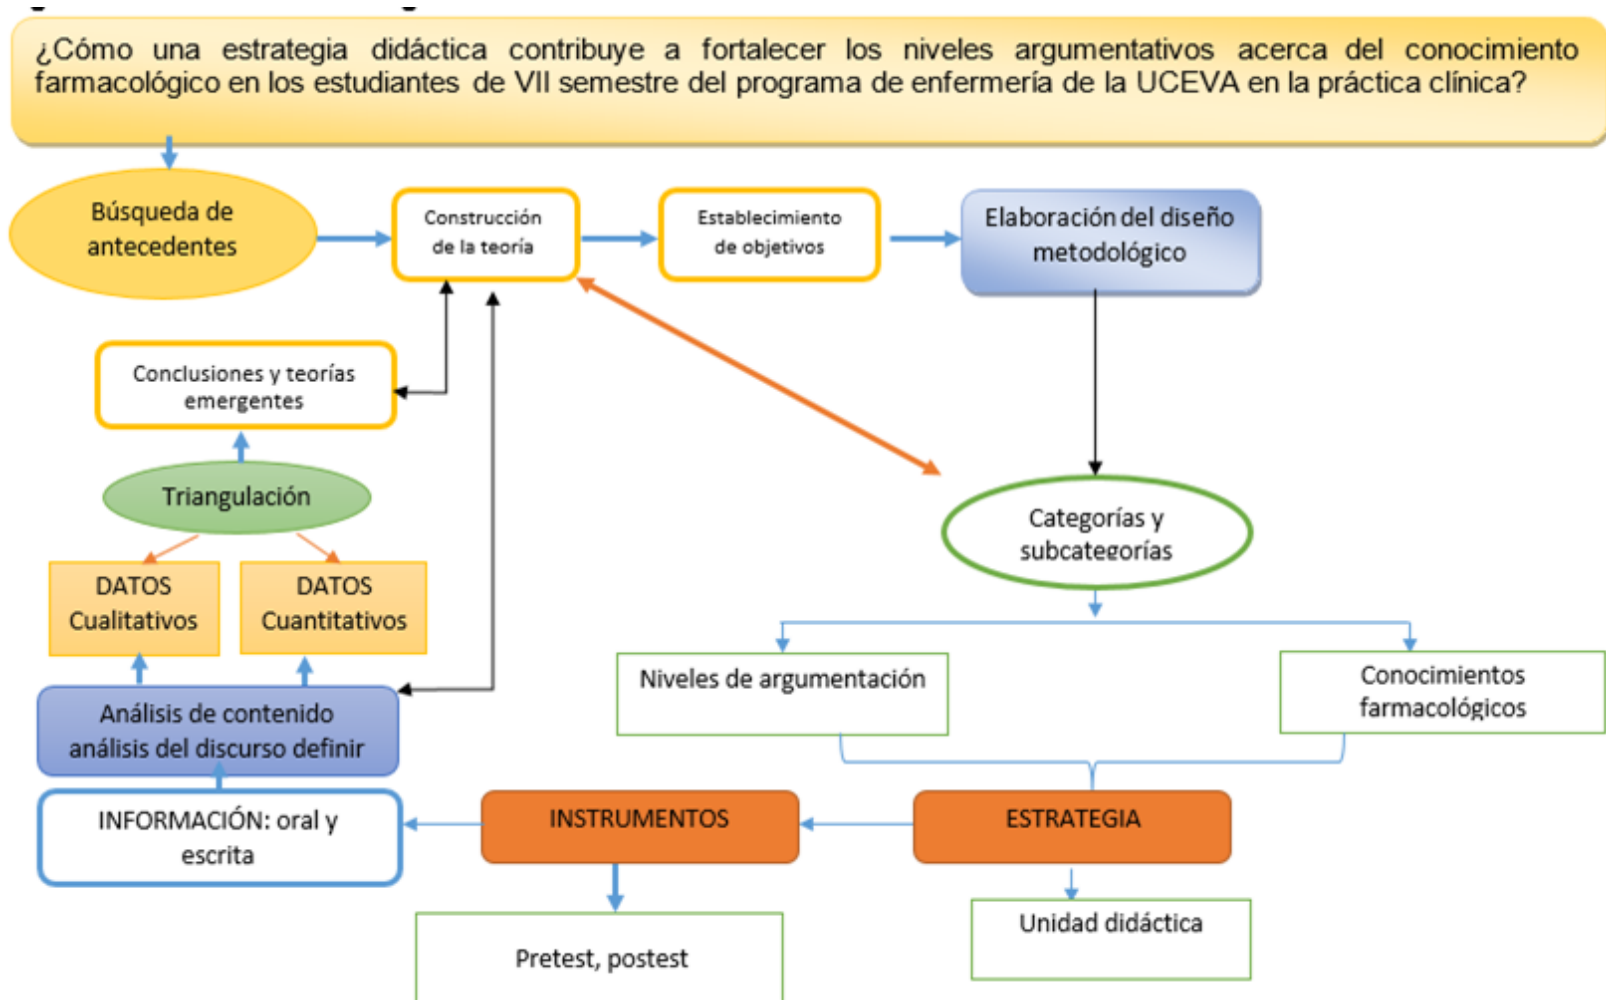 ¿Cómo una estrategia didáctica contribuye a fortalecer los niveles argumentativos acerca del conocimiento
farmacológico en los estudiantes de VII semestre del programa de enfermería de la UCEVA en la práctica clínica?
Búsqueda de
antecedentes
Construcción
de la teoría
Establecimiento
de objetivos
Elaboración del diseño
metodológico
Conclusiones y teorías
emergentes
Triangulación
Categorías y
subcategorías
DATOS
Cualitativos
DATOS
Cuantitativos
Niveles de argumentación
Conocimientos
farmacológicos
Análisis de contenido
análisis del discurso definir
INFORMACIÓN: oral y
escrita
INSTRUMENTOS
ESTRATEGIA
Pretest, postest
Unidad didáctica